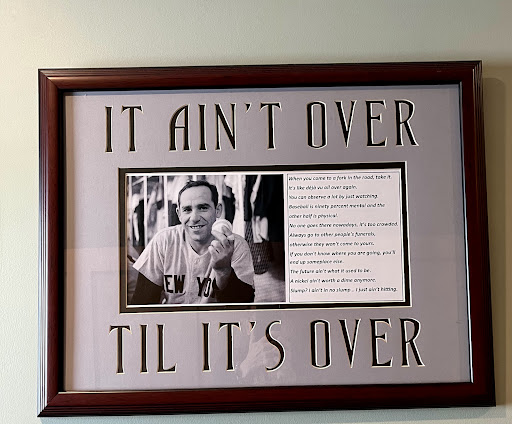 IT AIN'T OVER
When you come to a fork in the road, take it.
It's like déjà vu all over again.
You can observe a lot by just watching.
Baseball is ninety percent mental and the
other half is physical.
No one goes there nowadays, it's too crowded.
Always go to other people's funerals,
otherwise they won't come to yours.
If you don't know where you are going, you'll
end up someplace else.
The future ain't what it used to be.
A nickel ain't worth a dime anymore.
Slump? I ain't in no slump... I just ain't hitting.
EW YO
TIL IT'S OVER